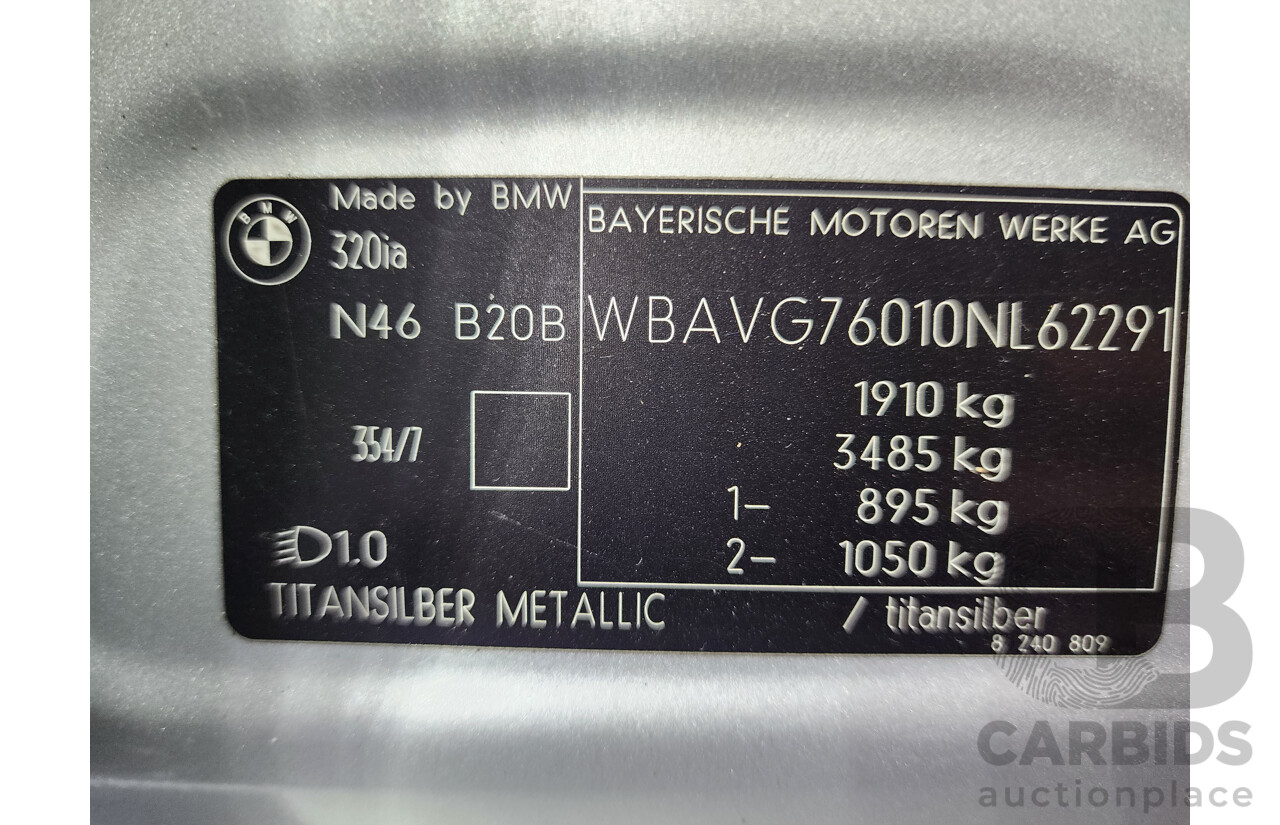 BMW
Made by BMW
320ia
N46 B20B
354/7
1.0
TITANSILBER METALLIC / titansilber
8 240 809
BAYERISCHE MOTOREN WERKE AG
WBAVG76010NL62291
1910 kg
3485 kg
1- 895 kg
2- 1050 kg
CARBIDS
auctionplace